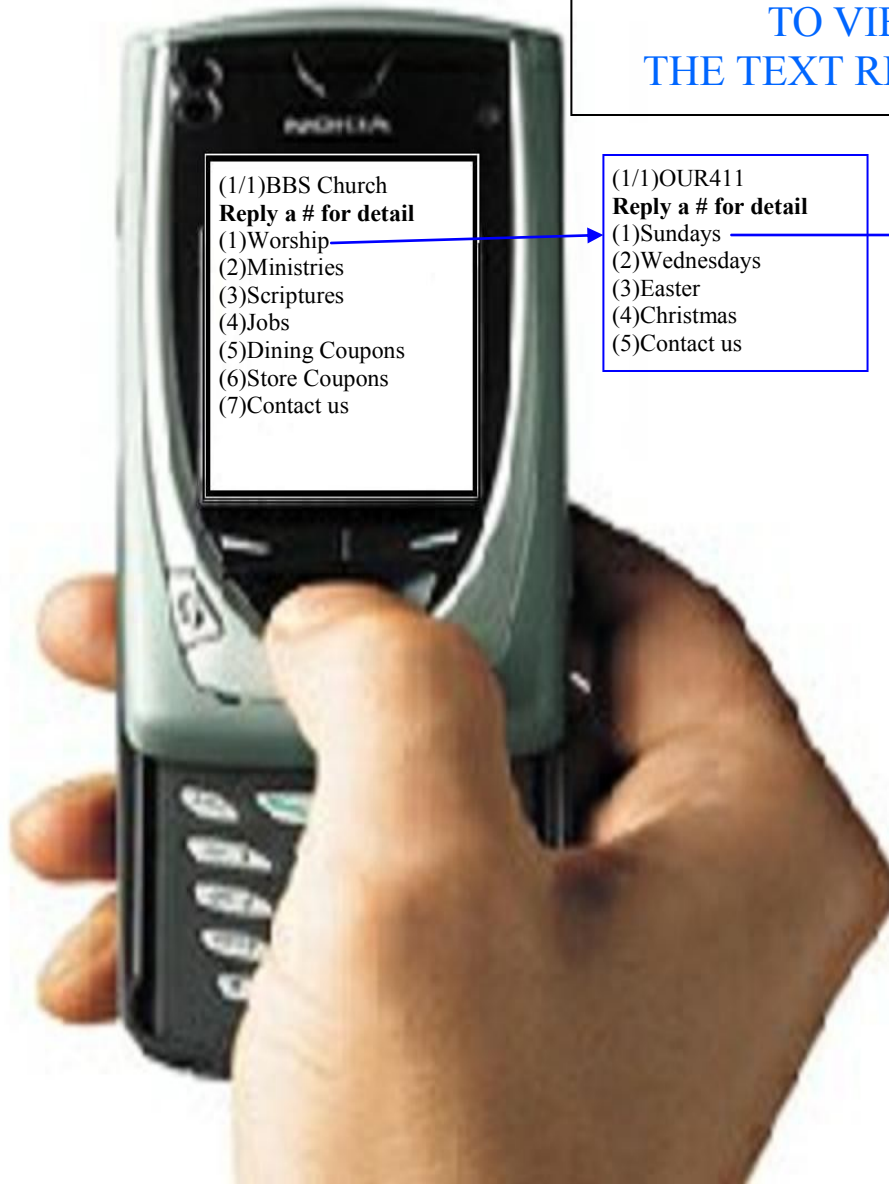 TO VIE
THE TEXT R
NOKIA
(1/1)BBS Church
Reply a # for detail
(1)Worship
(2)Ministries
(3)Scriptures
(4)Jobs
(5)Dining Coupons
(6)Store Coupons
(7)Contact us
(1/1)OUR411
Reply a # for detail
(1)Sundays
(2)Wednesdays
(3)Easter
(4)Christmas
(5)Contact us